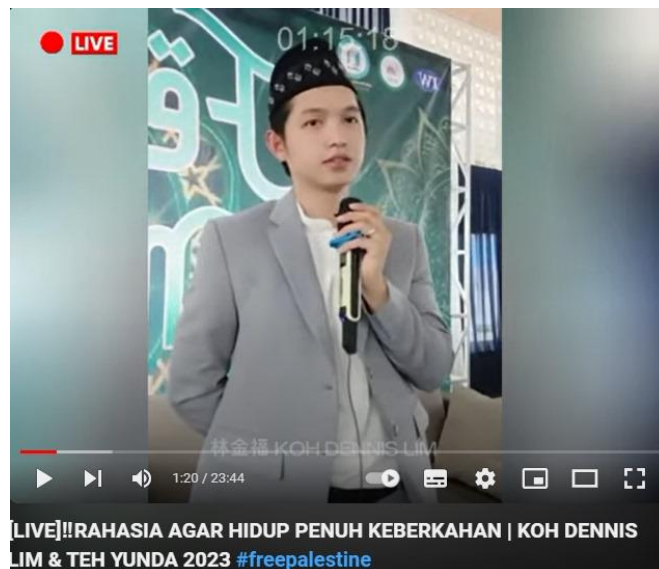 LIVE
01:15:18
WX
林金福 KOH DENNIS LIM
1:20 / 23:44
[LIVE]‼RAHASIA AGAR HIDUP PENUH KEBERKAHAN | KOH DENNIS
LIM & TEH YUNDA 2023 #freepalestine